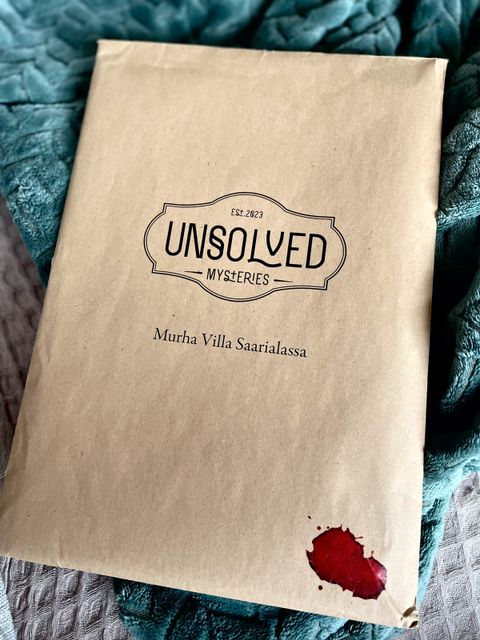 EST.2023
UNSOLVED
MYSTERIES
Murha Villa Saarialassa